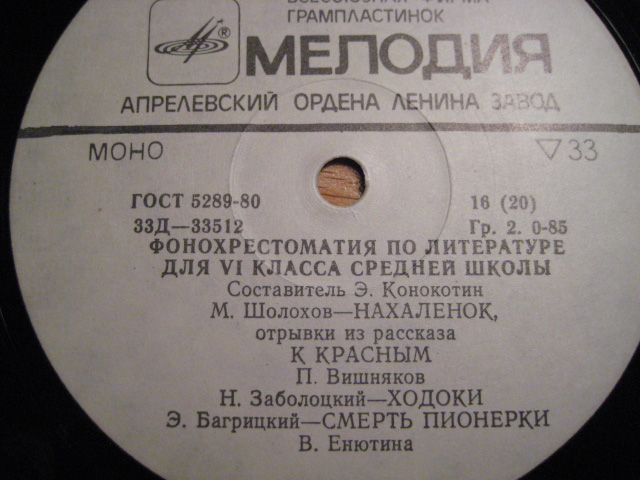 ВСЕСОЮЗНАЯ ФИРМА
ГРАМПЛАСТИНОК
®
МЕЛОДИЯ
АПРЕЛЕВСКИЙ ОРДЕНА ЛЕНИНА ЗАВОД
МОНО ▽33
ГОСТ 5289-80 16 (20)
33Д—33512 Гр. 2. 0-85
ФОНОХРЕСТОМАТИЯ ПО ЛИТЕРАТУРЕ
ДЛЯ VI КЛАССА СРЕДНЕЙ ШКОЛЫ
Составитель Э. Конокотин
М. Шолохов—НАХАЛЕНОК,
отрывки из рассказа
К КРАСНЫМ
П. Вишняков
Н. Заболоцкий—ХОДОКИ
Э. Багрицкий—СМЕРТЬ ПИОНЕРКИ
В. Енютина